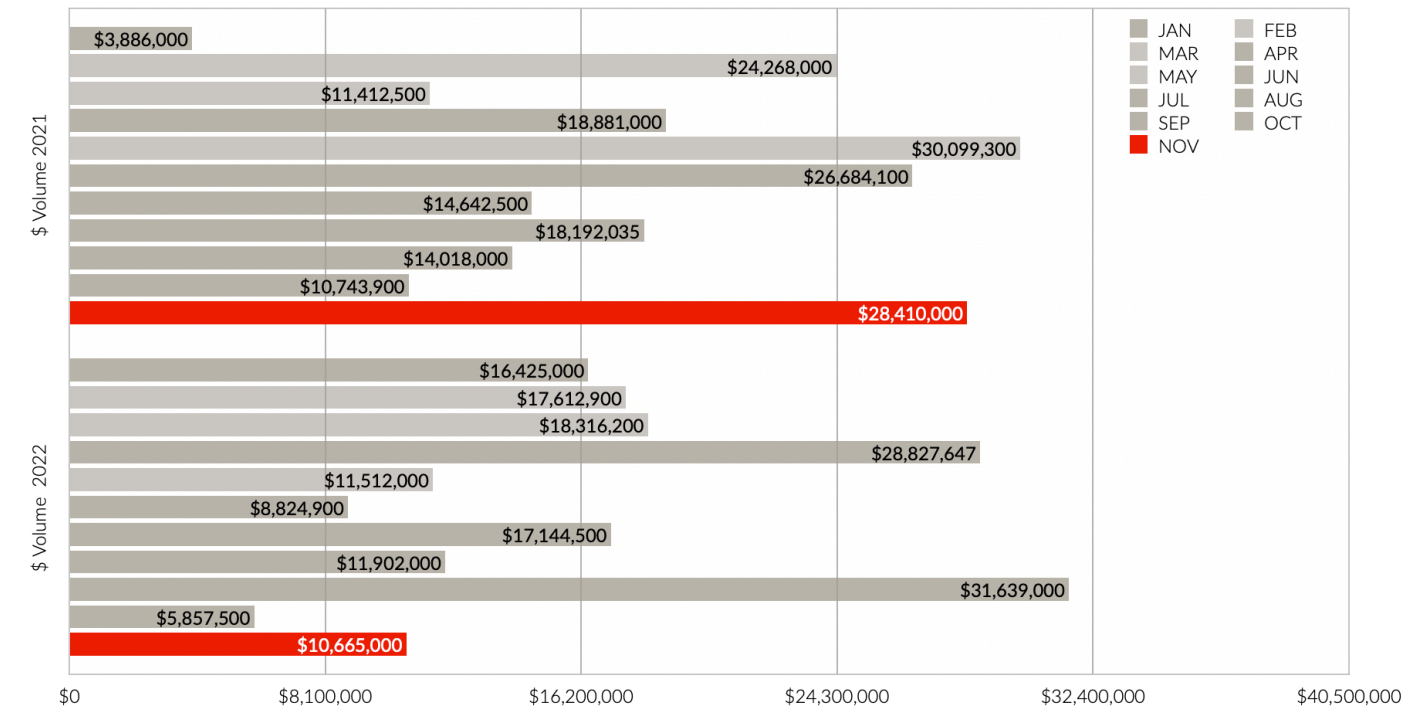 $3,886,000
$24,268,000
$11,412,500
$18,881,000
$30,099,300
$26,684,100
$14,642,500
$18,192,035
$14,018,000
$10,743,900
$28,410,000
$ Volume 2021
$16,425,000
$17,612,900
$18,316,200
$28,827,647
$11,512,000
$8,824,900
$17,144,500
$11,902,000
$31,639,000
$5,857,500
$10,665,000
$ Volume 2022
$0 $8,100,000 $16,200,000 $24,300,000 $32,400,000 $40,500,000
JAN FEB
MAR APR
MAY JUN
JUL AUG
SEP OCT
NOV